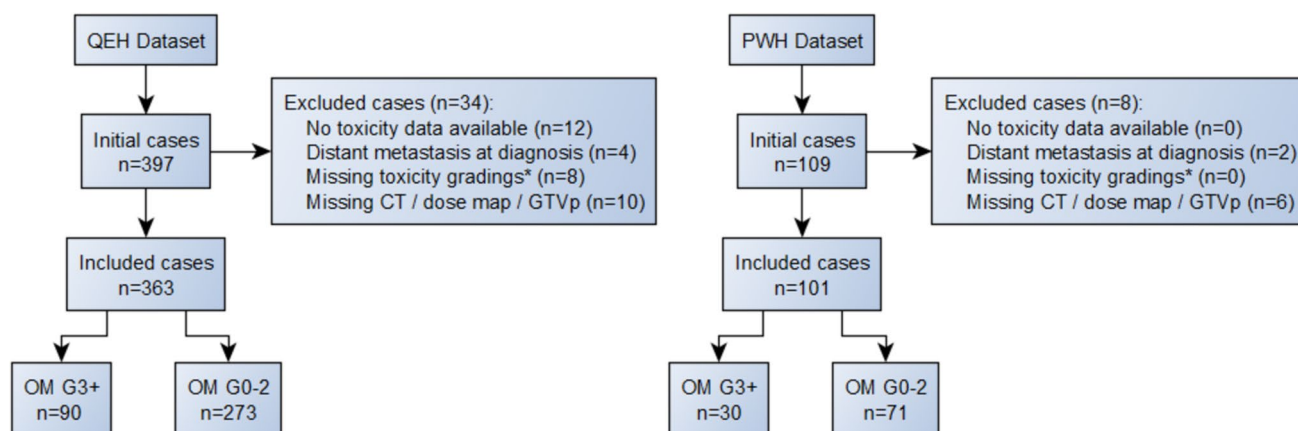 QEH Dataset
Initial cases
n=397
Excluded cases (n=34):
No toxicity data available (n=12)
Distant metastasis at diagnosis (n=4)
Missing toxicity gradings* (n=8)
Missing CT / dose map / GTVp (n=10)
Included cases
n=363
OM G3+
n=90
OM G0-2
n=273
PWH Dataset
Initial cases
n=109
Excluded cases (n=8):
No toxicity data available (n=0)
Distant metastasis at diagnosis (n=2)
Missing toxicity gradings* (n=0)
Missing CT / dose map / GTVp (n=6)
Included cases
n=101
OM G3+
n=30
OM G0-2
n=71